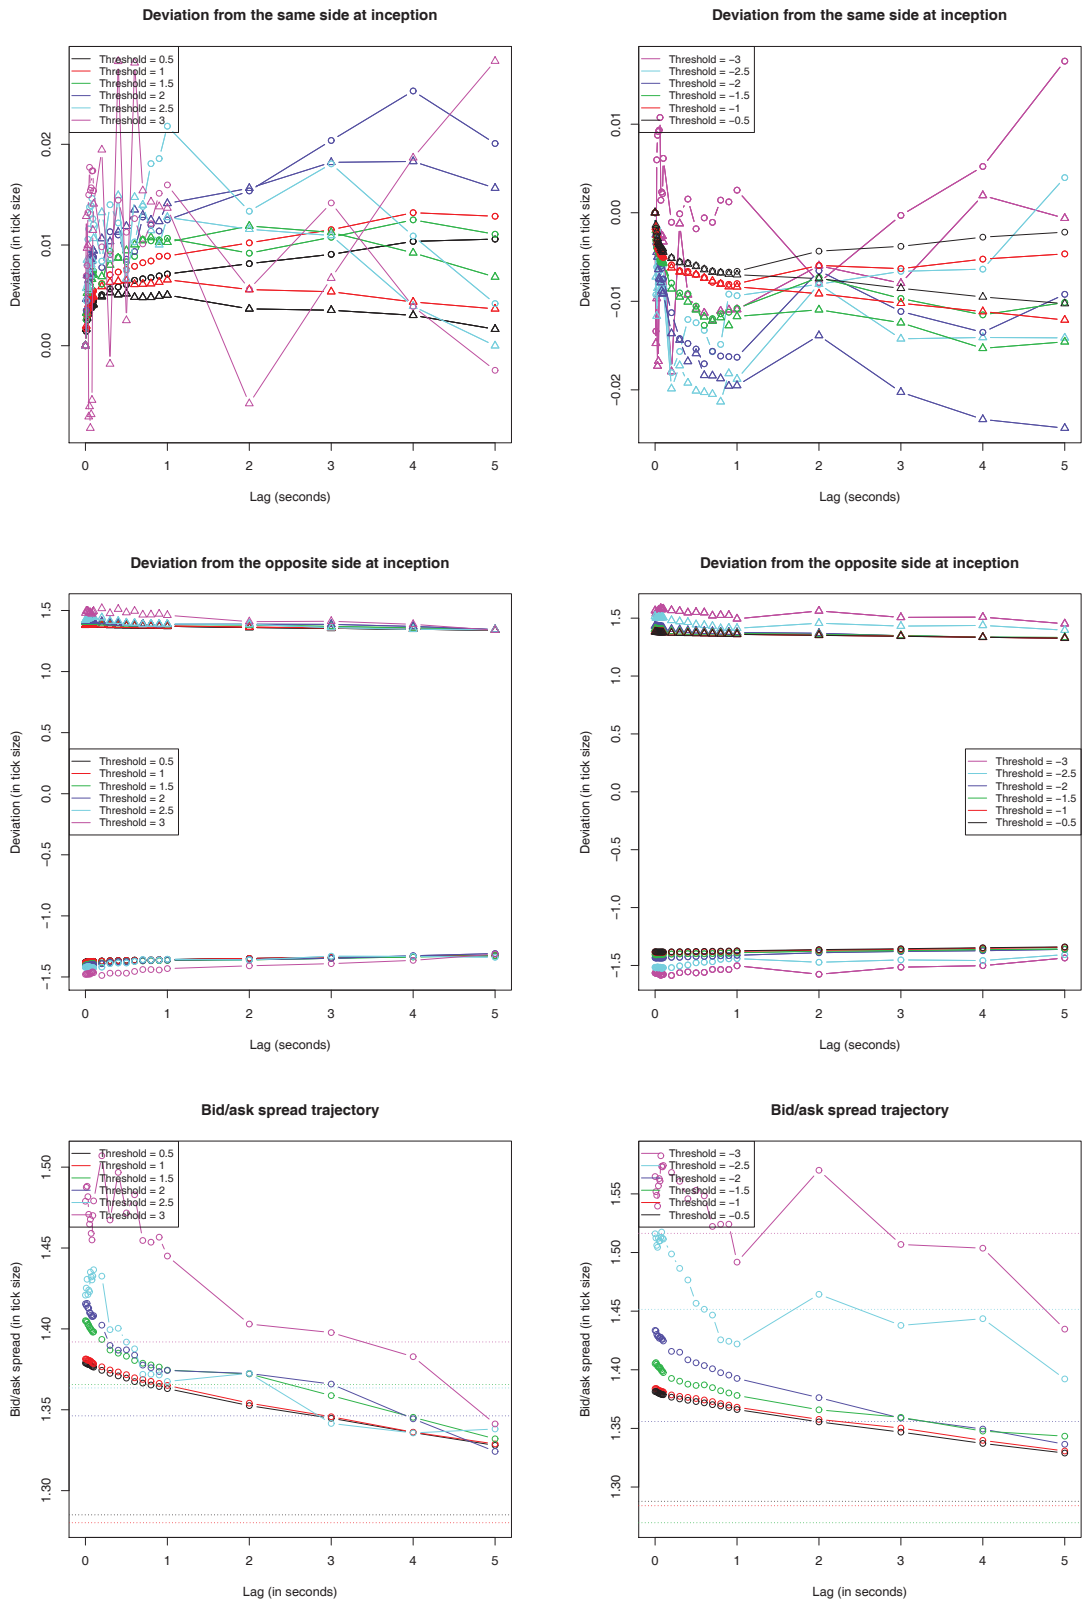 Deviation from the same side at inception
Threshold = 0.5
Threshold = 1
Threshold = 1.5
Threshold = 2
Threshold = 2.5
Threshold = 3
Deviation (in tick size)
0.02
0.01
0.00
0 1 2 3 4 5
Lag (seconds)
Deviation from the same side at inception
Threshold = −3
Threshold = −2.5
Threshold = −2
Threshold = −1.5
Threshold = −1
Threshold = −0.5
Deviation (in tick size)
0.01
0.00
−0.01
−0.02
0 1 2 3 4 5
Lag (seconds)
Deviation from the opposite side at inception
Threshold = 0.5
Threshold = 1
Threshold = 1.5
Threshold = 2
Threshold = 2.5
Threshold = 3
Deviation (in tick size)
1.5
1.0
0.5
0.0
−0.5
−1.0
−1.5
0 1 2 3 4 5
Lag (seconds)
Deviation from the opposite side at inception
Threshold = −3
Threshold = −2.5
Threshold = −2
Threshold = −1.5
Threshold = −1
Threshold = −0.5
Deviation (in tick size)
1.5
1.0
0.5
0.0
−0.5
−1.0
−1.5
0 1 2 3 4 5
Lag (seconds)
Bid/ask spread trajectory
Threshold = 0.5
Threshold = 1
Threshold = 1.5
Threshold = 2
Threshold = 2.5
Threshold = 3
Bid/ask spread (in tick size)
1.50
1.45
1.40
1.35
1.30
0 1 2 3 4 5
Lag (in seconds)
Bid/ask spread trajectory
Threshold = −3
Threshold = −2.5
Threshold = −2
Threshold = −1.5
Threshold = −1
Threshold = −0.5
Bid/ask spread (in tick size)
1.55
1.50
1.45
1.40
1.35
1.30
0 1 2 3 4 5
Lag (in seconds)